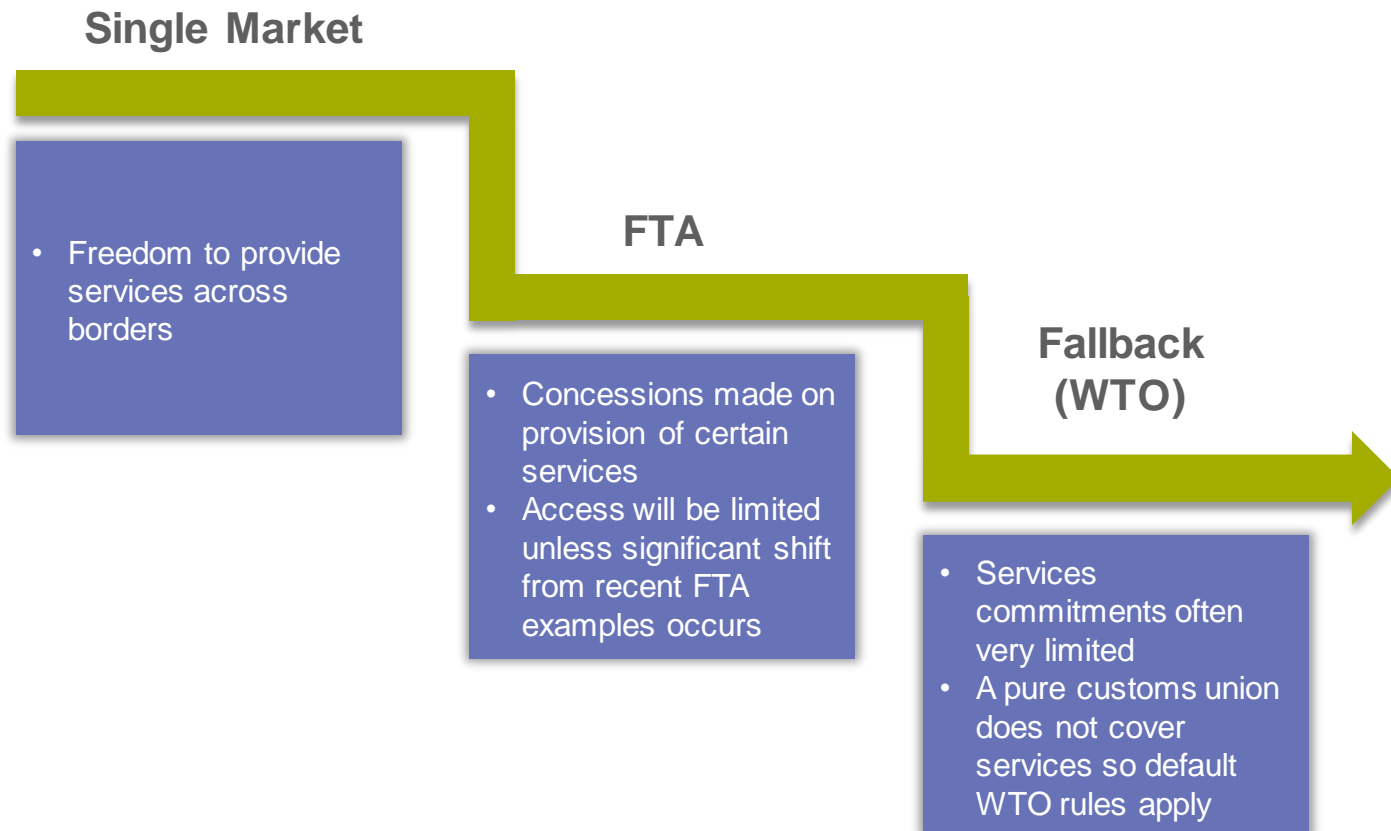 Single Market
• Freedom to provide
services across
borders
FTA
• Concessions made on
provision of certain
services
• Access will be limited
unless significant shift
from recent FTA
examples occurs
Fallback
(WTO)
• Services
commitments often
very limited
• A pure customs union
does not cover
services so default
WTO rules apply